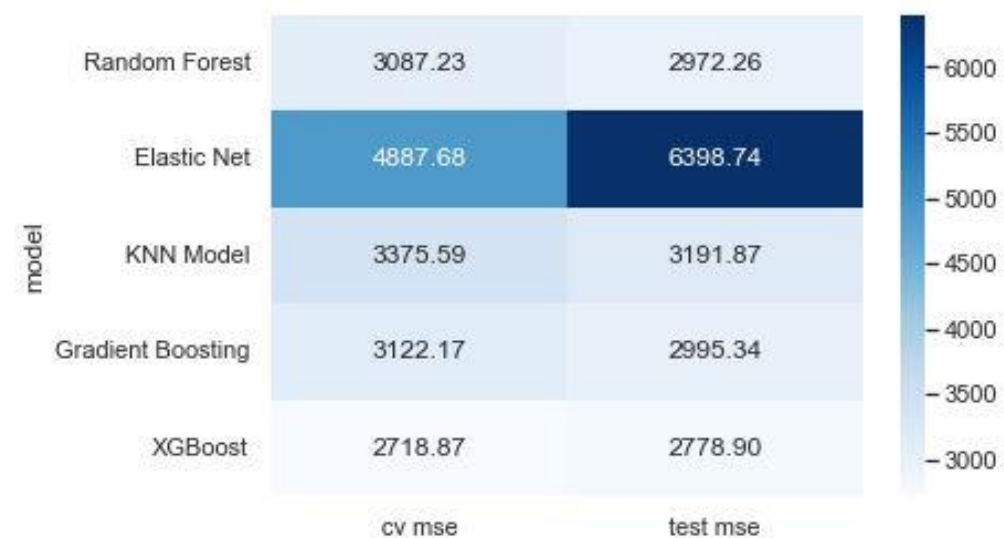 Random Forest 3087.23 2972.26
6000
5500
Elastic Net 4887.68 6398.74
5000
model
KNN Model 3375.59 3191.87
4500
4000
Gradient Boosting 3122.17 2995.34
3500
XGBoost 2718.87 2778.90
3000
cv mse test mse